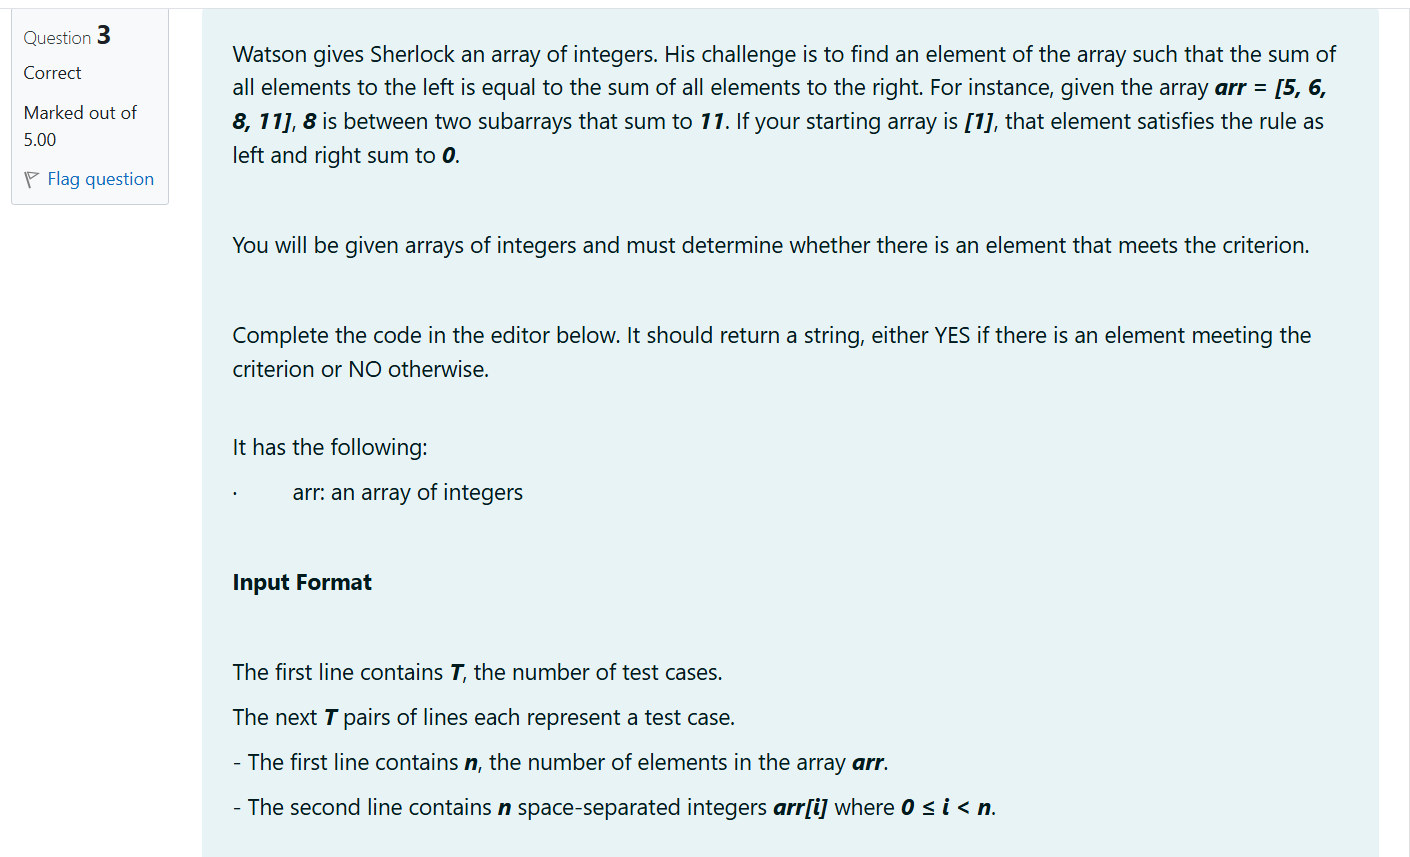 Question 3
Correct
Marked out of
5.00
Flag question
Watson gives Sherlock an array of integers. His challenge is to find an element of the array such that the sum of
all elements to the left is equal to the sum of all elements to the right. For instance, given the array arr = [5, 6,
8, 11], 8 is between two subarrays that sum to 11. If your starting array is [1], that element satisfies the rule as
left and right sum to 0.
You will be given arrays of integers and must determine whether there is an element that meets the criterion.
Complete the code in the editor below. It should return a string, either YES if there is an element meeting the
criterion or NO otherwise.
It has the following:
· arr: an array of integers
Input Format
The first line contains T, the number of test cases.
The next T pairs of lines each represent a test case.
- The first line contains n, the number of elements in the array arr.
- The second line contains n space-separated integers arr[i] where 0 ≤ i < n.